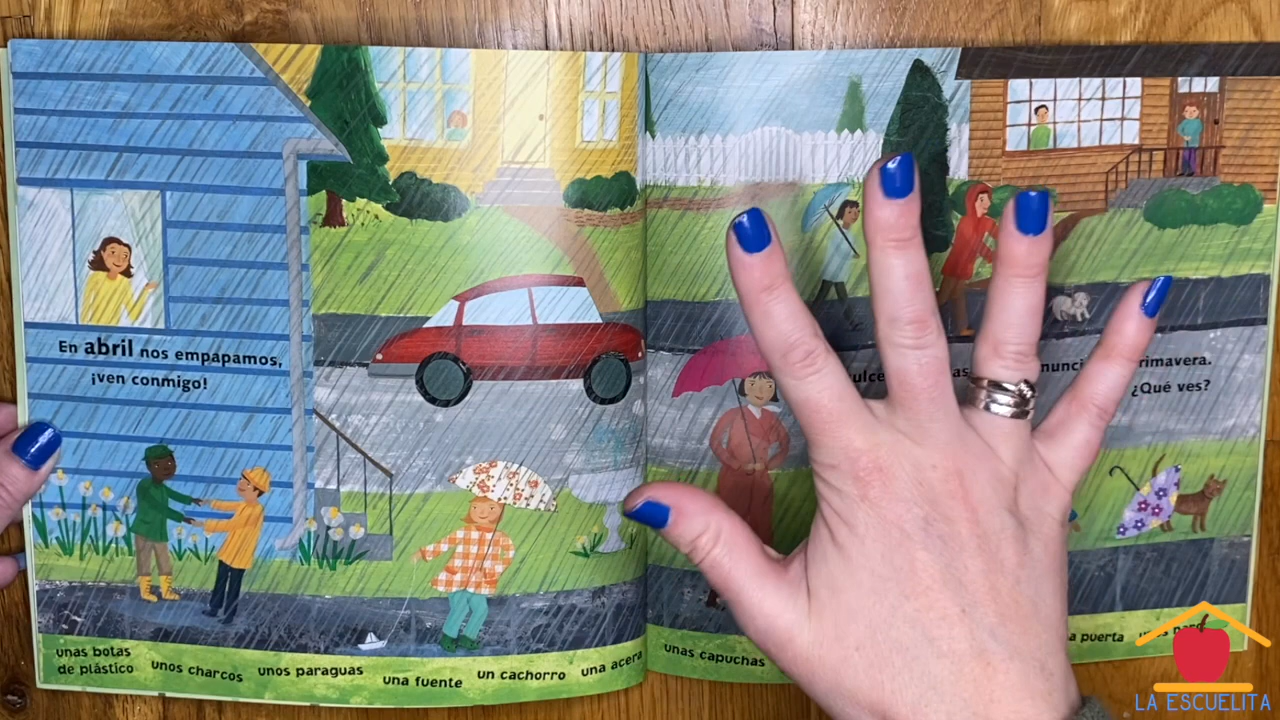 En abril nos empapamos,
¡ven conmigo!
primavera.
¿Qué ves?
unas botas
de plástico
unos charcos
unos paraguas
una fuente
un cachorro
una acera
unas capuchas
puerta
LA ESCUELITA